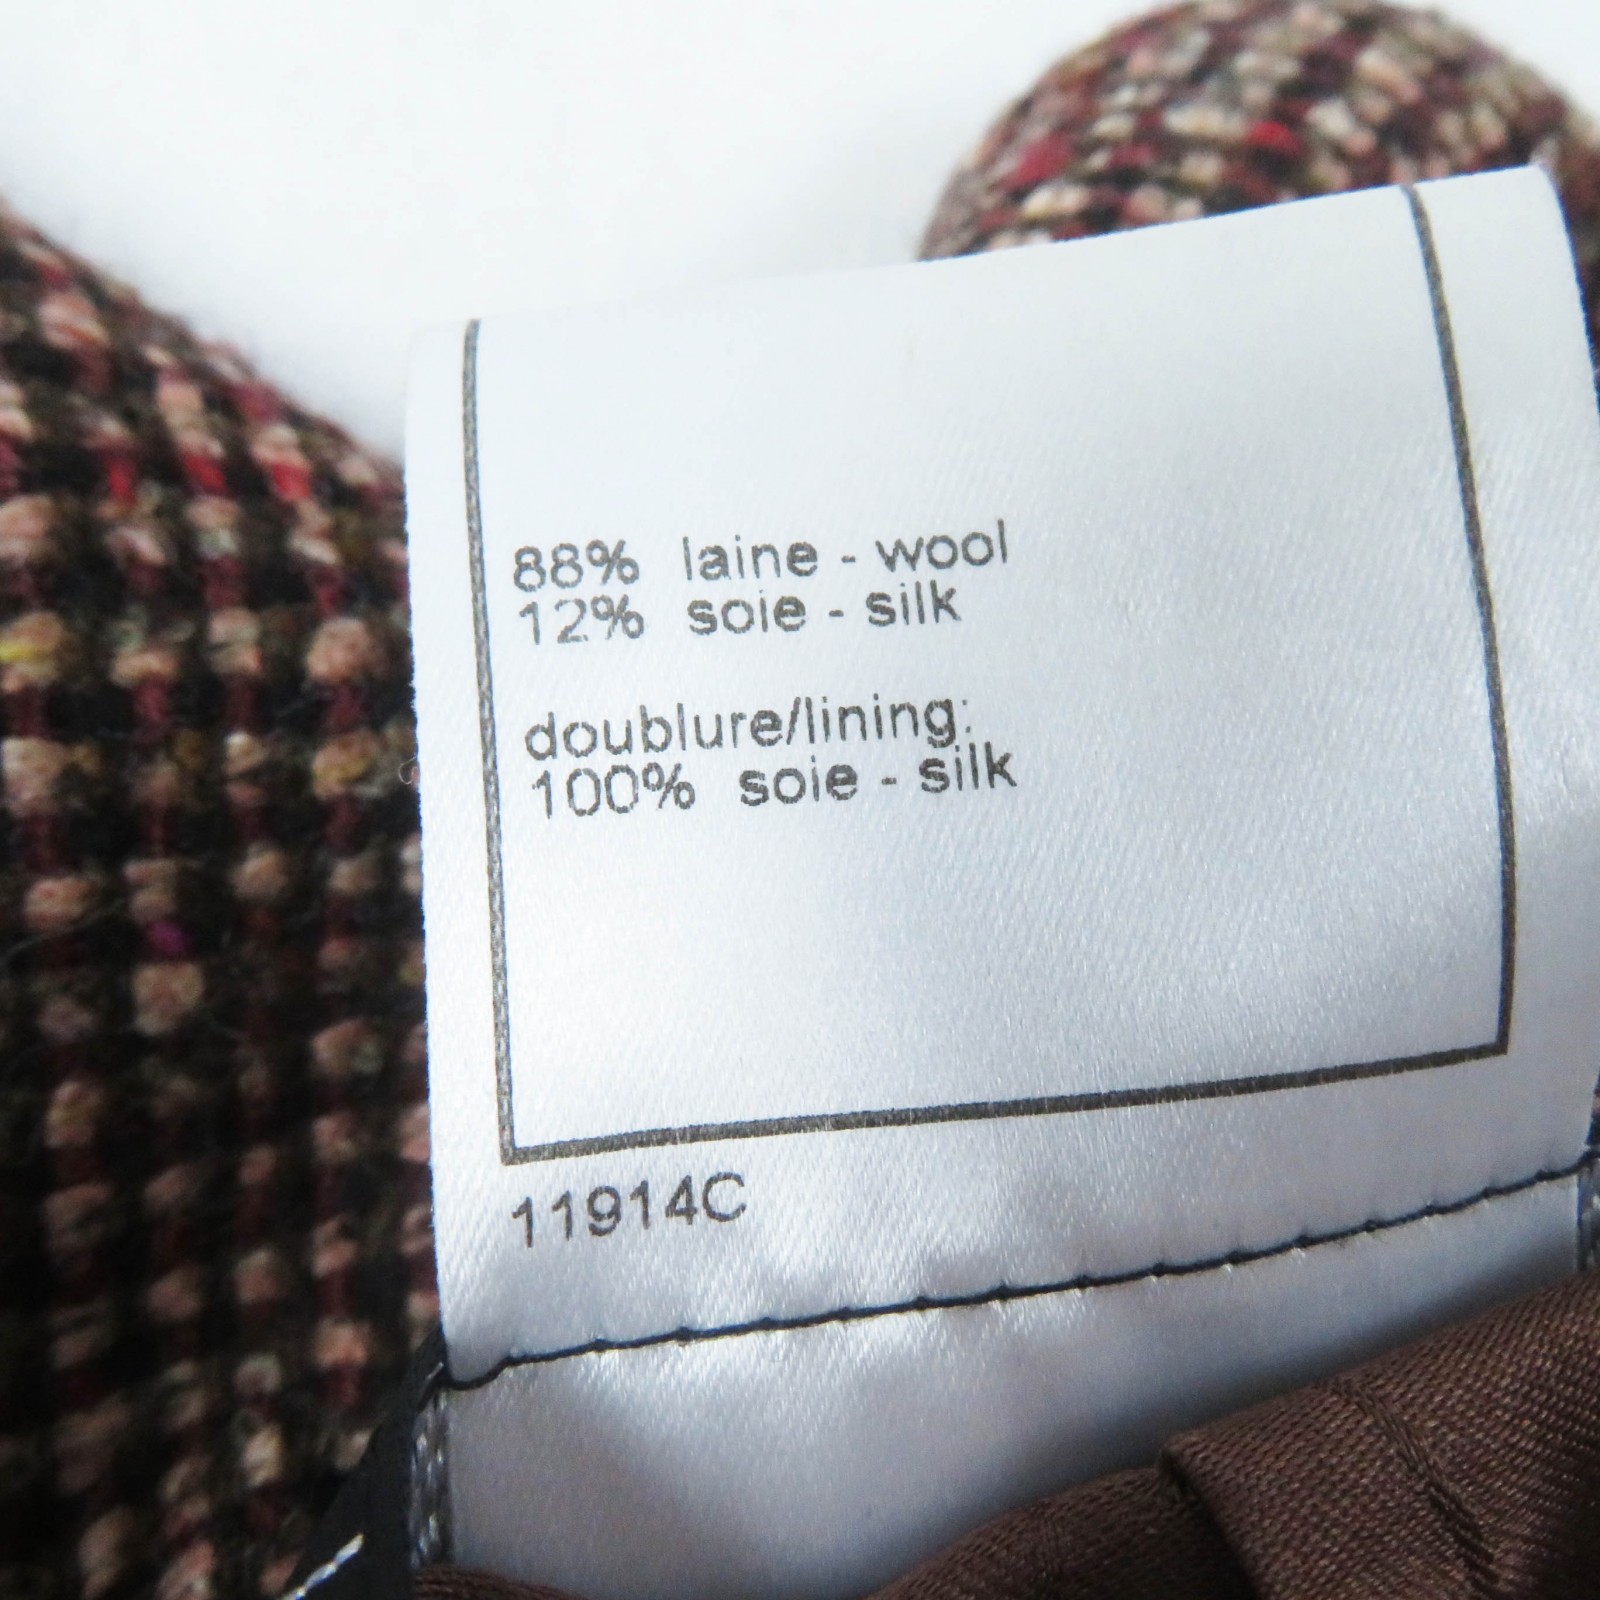 88% laine - wool
12% soie - silk
doublure/lining:
100% soie - silk
11914C